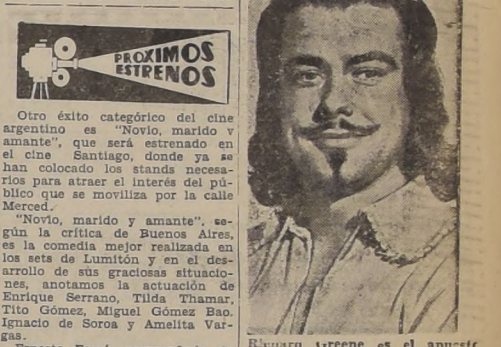 PROXIMOS
ESTRENOS
Otro éxito categórico del cine
argentino es "Novio, marido y
amante", que será estrenado en
el cine Santiago, donde ya se
han colocado los stands necesa-
rios para atraer el interés del pú-
blico que se moviliza por la calle
Merced.
"Novio, marido y amante", se-
gún la crítica de Buenos Aires,
es la comedia mejor realizada en
los sets de Lumitón y en el des-
arrollo de sus graciosas situacio-
nes, anotamos la actuación de
Enrique Serrano, Tilda Thamar,
Tito Gómez, Miguel Gómez Bao.
Ignacio de Soroa y Amelita Var-
gas.
Greene es el apuesto